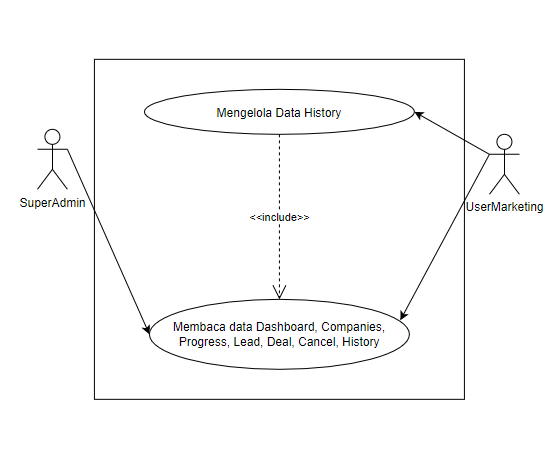 Mengelola Data History
SuperAdmin
UserMarketing
<<include>>
Membaca data Dashboard, Companies,
Progress, Lead, Deal, Cancel, History